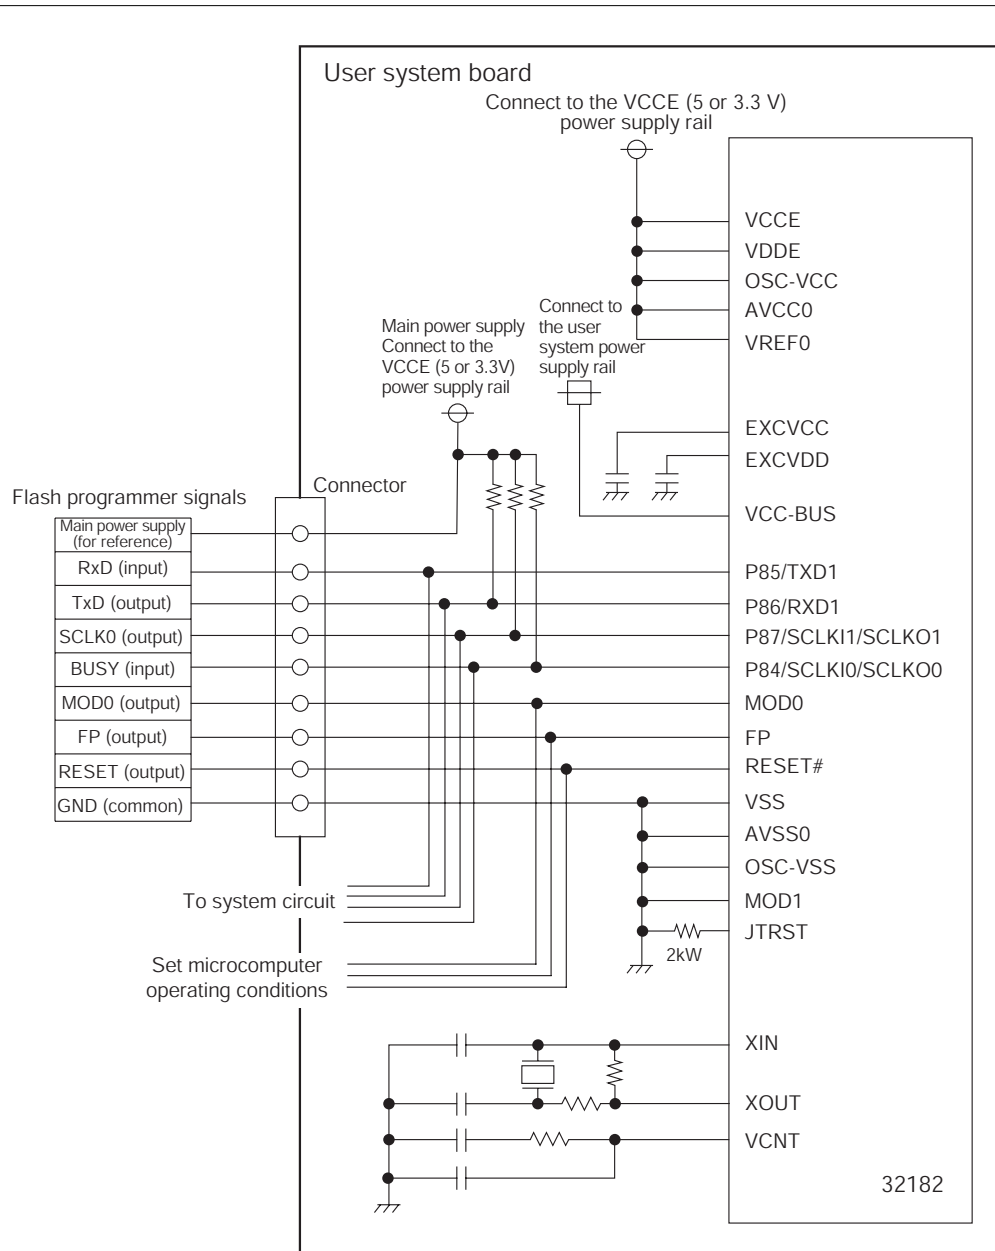 User system board
Connect to the VCCE (5 or 3.3 V)
power supply rail
VCCE
VDDE
OSC-VCC
AVCC0
VREF0
Connect to
the user
system power
supply rail
Main power supply
Connect to the
VCCE (5 or 3.3V)
power supply rail
EXCVCC
EXCVDD
VCC-BUS
Connector
Flash programmer signals
Main power supply
(for reference)
RxD (input)
TxD (output)
SCLK0 (output)
BUSY (input)
MOD0 (output)
FP (output)
RESET (output)
GND (common)
P85/TXD1
P86/RXD1
P87/SCLKI1/SCLKO1
P84/SCLKI0/SCLKO0
MOD0
FP
RESET#
VSS
AVSS0
OSC-VSS
MOD1
JTRST
2kW
To system circuit
Set microcomputer
operating conditions
XIN
XOUT
VCNT
32182